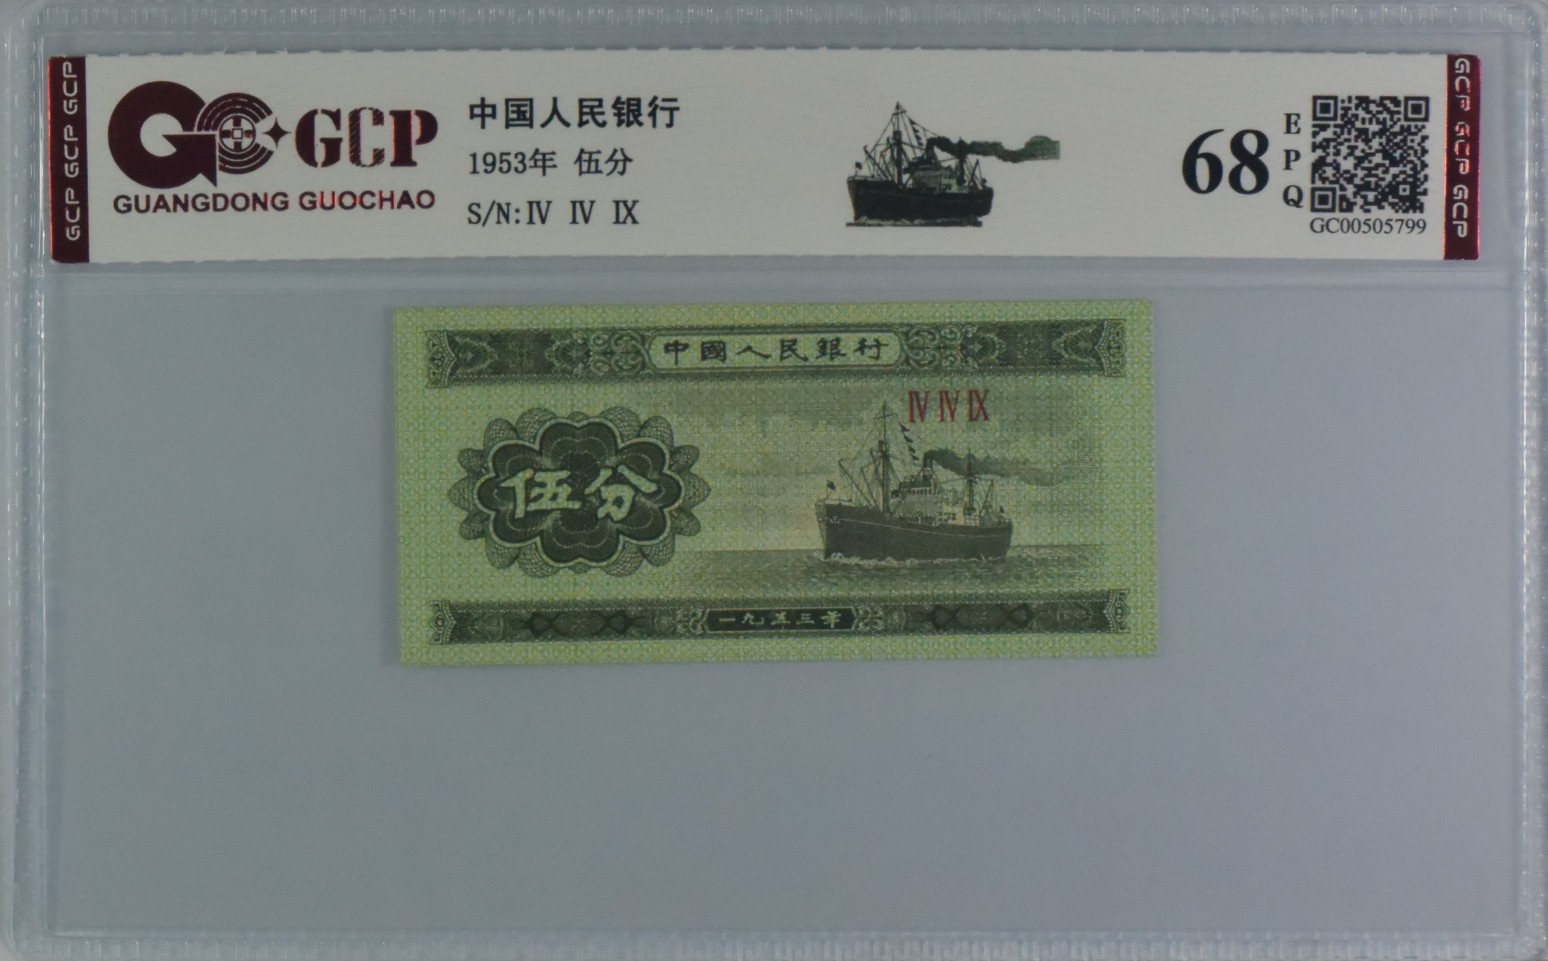 GCP GCP GCP
GCP
GUANGDONG GUOCHAO
中国人民银行
1953年 伍分
S/N: IV IV IX
68
EPQ
GC00505799
GCP GCP GCP
中國人民銀行
IV IV IX
伍分
一九五三年